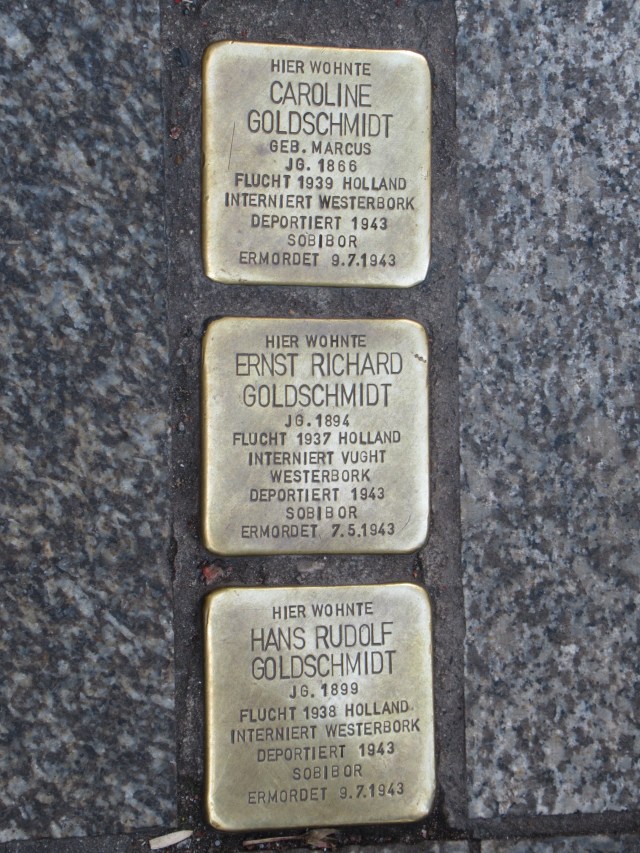 HIER WOHNTE
CAROLINE
GOLDSCHMIDT
GEB. MARCUS
JG. 1866
FLUCHT 1939 HOLLAND
INTERNIERT WESTERBORK
DEPORTIERT 1943
SOBIBOR
ERMORDET 9.7.1943
HIER WOHNTE
ERNST RICHARD
GOLDSCHMIDT
JG. 1894
FLUCHT 1937 HOLLAND
INTERNIERT VUGHT
WESTERBORK
DEPORTIERT 1943
SOBIBOR
ERMORDET 7.5.1943
HIER WOHNTE
HANS RUDOLF
GOLDSCHMIDT
JG. 1899
FLUCHT 1938 HOLLAND
INTERNIERT WESTERBORK
DEPORTIERT 1943
SOBIBOR
ERMORDET 9.7.1943